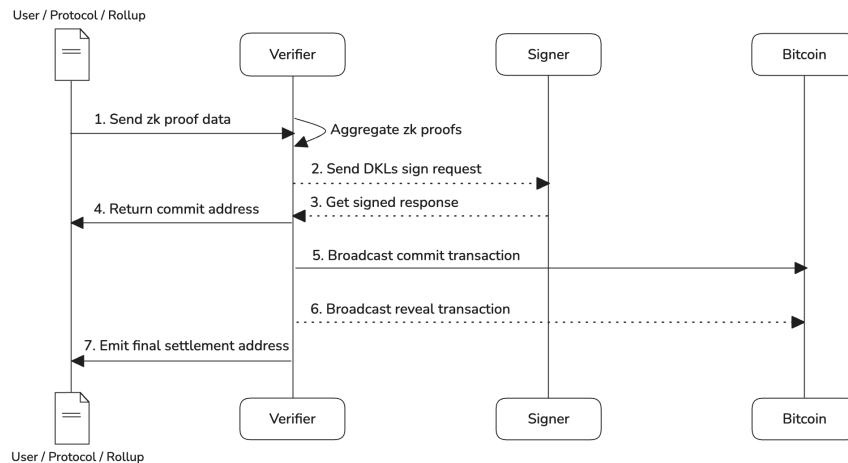 User / Protocol / Rollup
Verifier
Signer
Bitcoin
1. Send zk proof data
Aggregate zk proofs
2. Send DKLs sign request
3. Get signed response
4. Return commit address
5. Broadcast commit transaction
6. Broadcast reveal transaction
7. Emit final settlement address
Verifier
Signer
Bitcoin
User / Protocol / Rollup